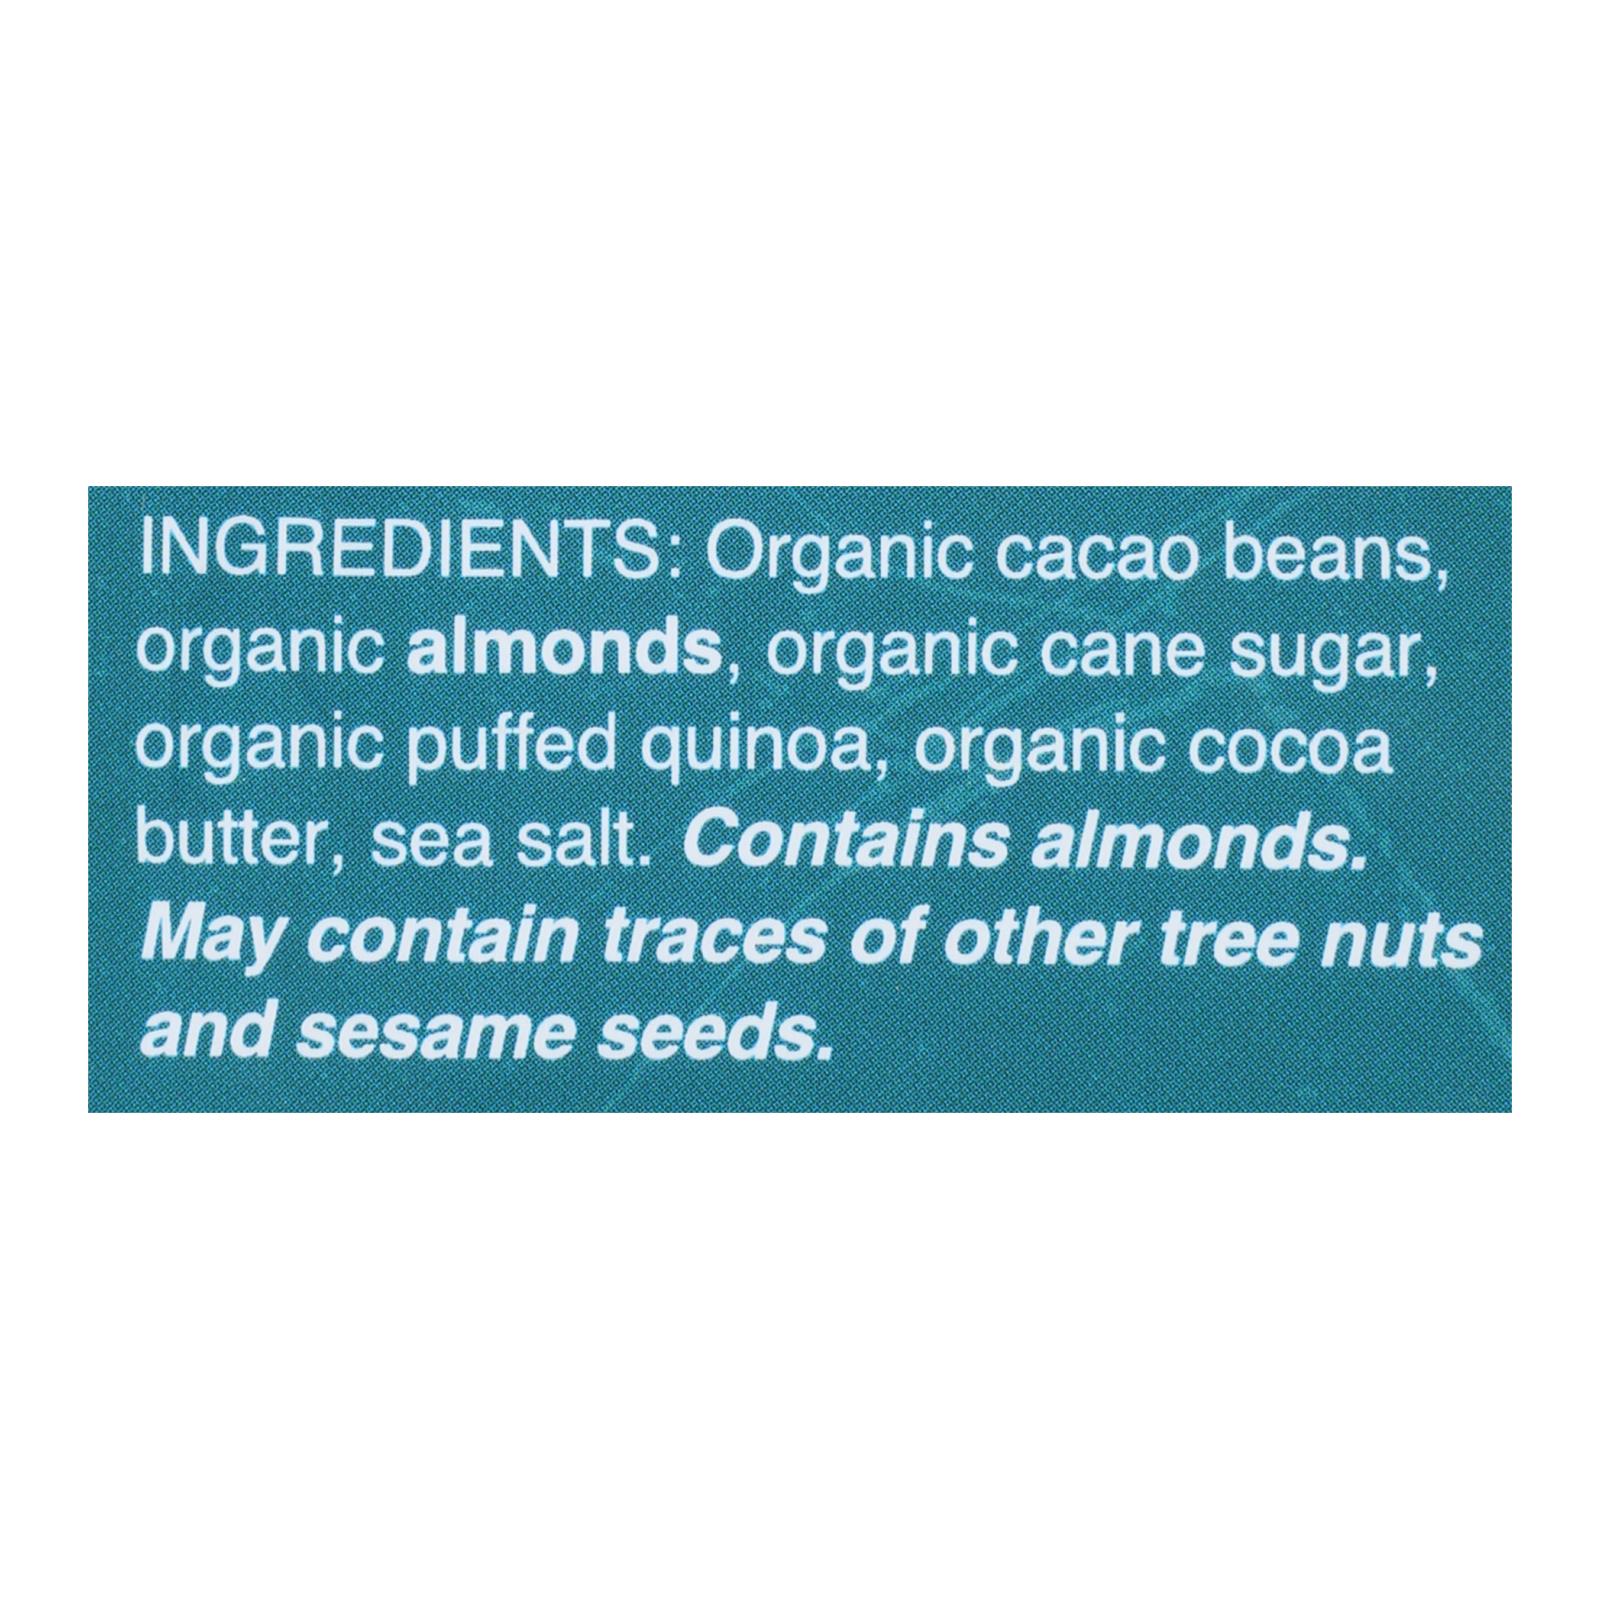 INGREDIENTS: Organic cacao beans,
organic almonds, organic cane sugar,
organic puffed quinoa, organic cocoa
butter, sea salt. Contains almonds.
May contain traces of other tree nuts
and sesame seeds.